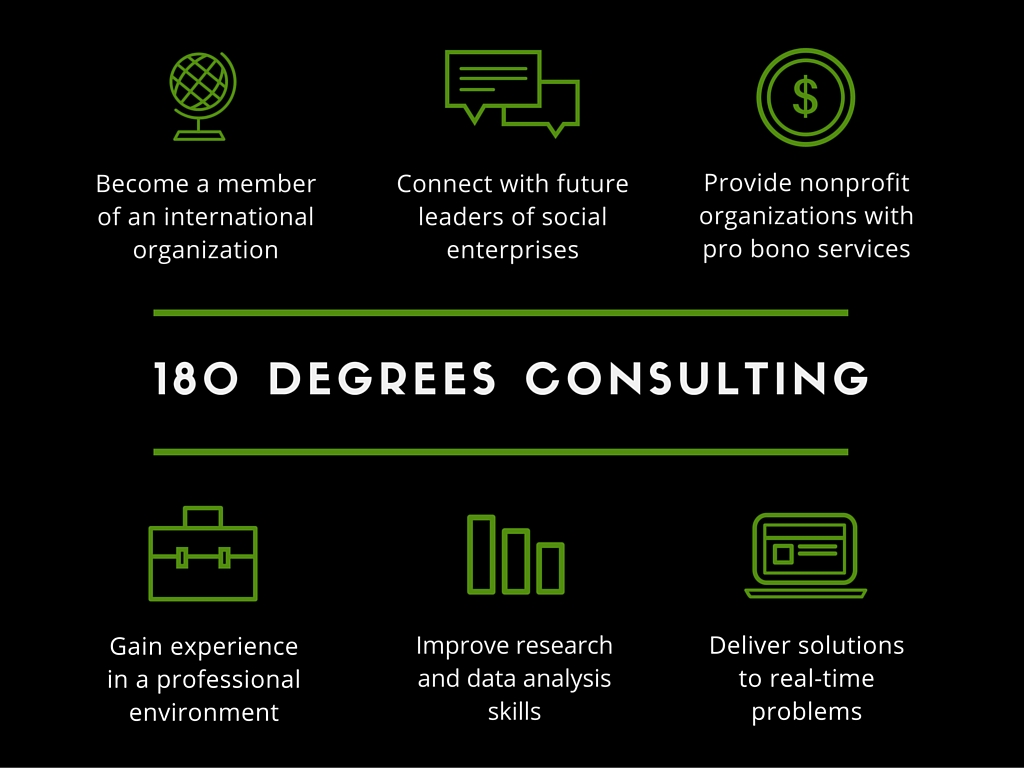 $
Become a member
of an international
organization
Connect with future
leaders of social
enterprises
Provide nonprofit
organizations with
pro bono services
180 DEGREES CONSULTING
Gain experience
in a professional
environment
Improve research
and data analysis
skills
Deliver solutions
to real-time
problems